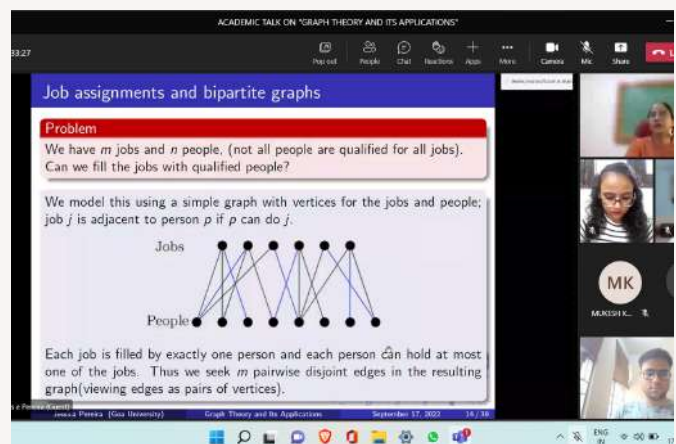 ACADEMIC TALK ON "GRAPH THEORY AND ITS APPLICATIONS"
33:27
Pop out People Chat Reactions Apps More Camera Mic Share
Job assignments and bipartite graphs
Problem
We have m jobs and n people, (not all people are qualified for all jobs).
Can we fill the jobs with qualified people?
We model this using a simple graph with vertices for the jobs and people;
job j is adjacent to person p if p can do j.
Jobs
People
Each job is filled by exactly one person and each person can hold at most
one of the jobs. Thus we seek m pairwise disjoint edges in the resulting
graph(viewing edges as pairs of vertices).
Jessica Pereira (Goa University) Graph Theory and Its Applications September 17, 2022 14 / 38
MK
MUKESH K...
ENG
IN